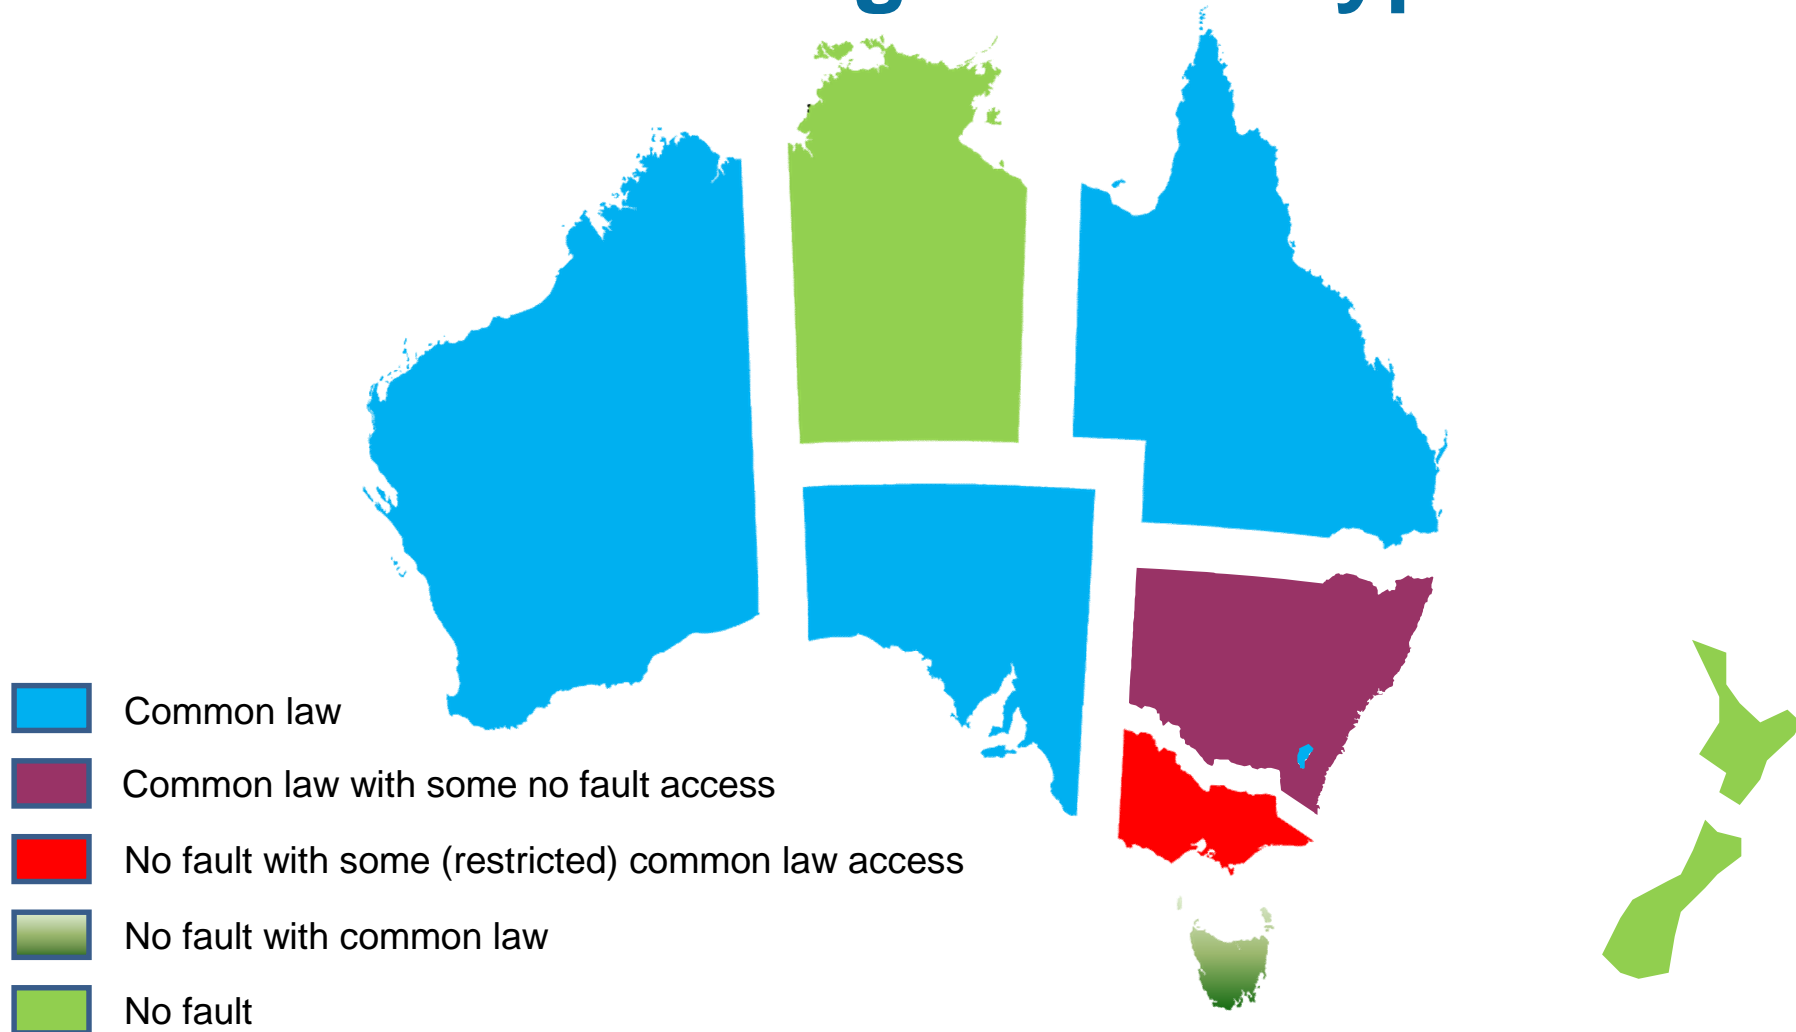 Common law
Common law with some no fault access
No fault with some (restricted) common law access
No fault with common law
No fault